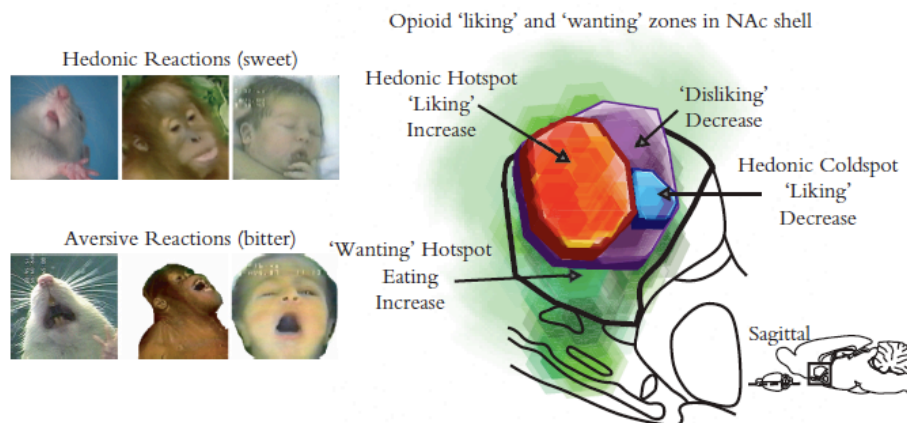 Opioid ‘liking’ and ‘wanting’ zones in NAc shell
Hedonic Reactions (sweet)
Hedonic Hotspot
‘Liking’
Increase
‘Disliking’
Decrease
Hedonic Coldspot
‘Liking’
Decrease
Aversive Reactions (bitter)
‘Wanting’ Hotspot
Eating
Increase
Sagittal